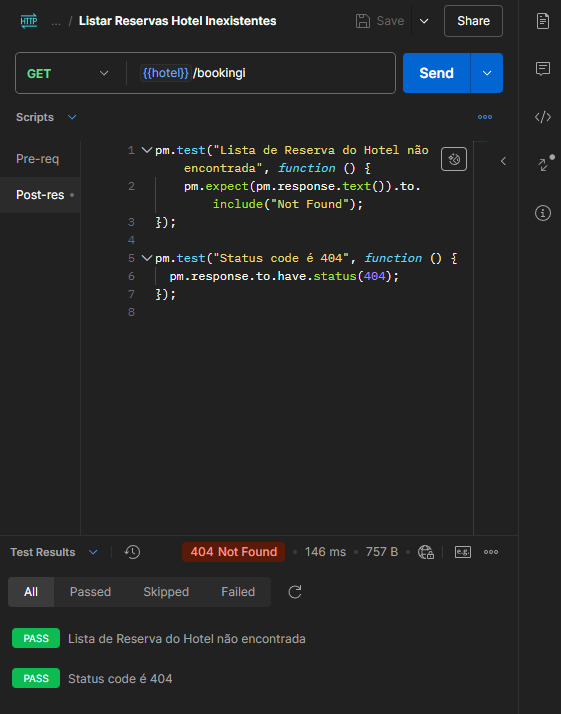 HTTP ... / Listar Reservas Hotel Inexistentes Save Share
GET {{hotel}} /bookingi Send
Scripts
Pre-req
Post-res
1 pm.test("Lista de Reserva do Hotel não
encontrada", function () {
2 pm.expect(pm.response.text()).to.
include("Not Found");
3 });
4
5 pm.test("Status code é 404", function () {
6 pm.response.to.have.status(404);
7 });
8
Test Results 404 Not Found • 146 ms • 757 B • e.g.
All Passed Skipped Failed
PASS Lista de Reserva do Hotel não encontrada
PASS Status code é 404